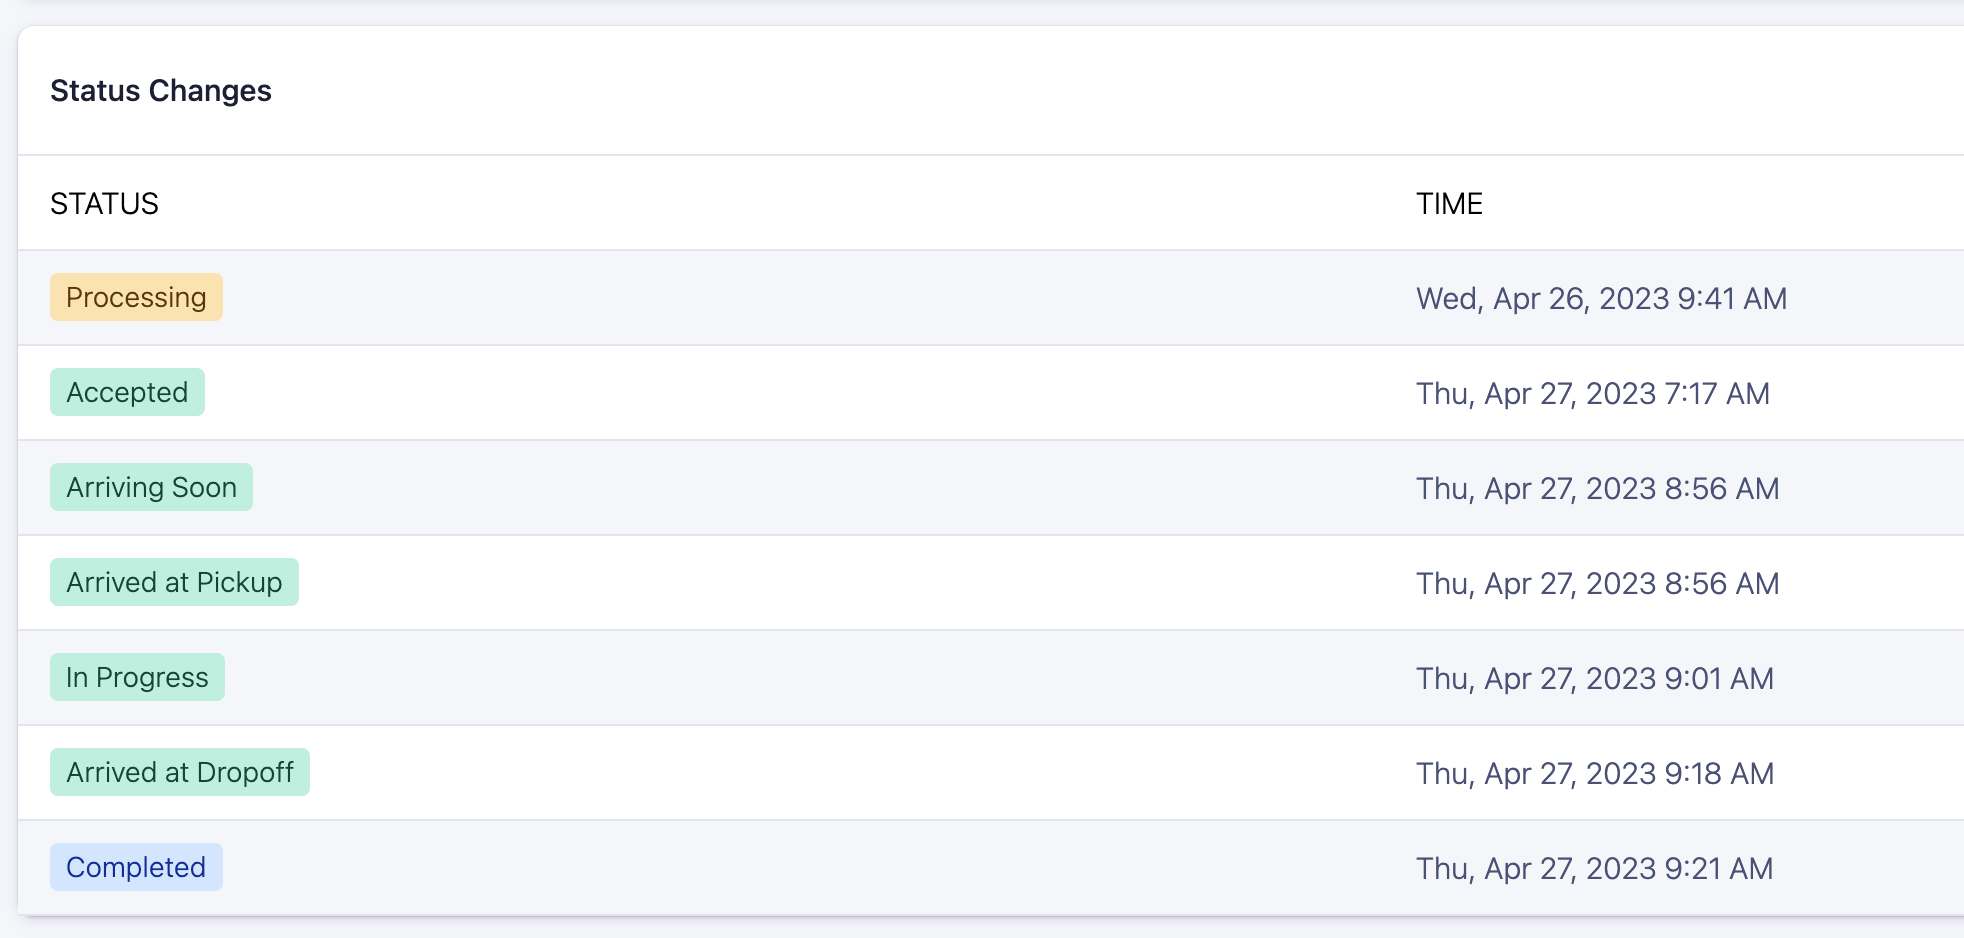 Status Changes
STATUS TIME
Processing Wed, Apr 26, 2023 9:41 AM
Accepted Thu, Apr 27, 2023 7:17 AM
Arriving Soon Thu, Apr 27, 2023 8:56 AM
Arrived at Pickup Thu, Apr 27, 2023 8:56 AM
In Progress Thu, Apr 27, 2023 9:01 AM
Arrived at Dropoff Thu, Apr 27, 2023 9:18 AM
Completed Thu, Apr 27, 2023 9:21 AM